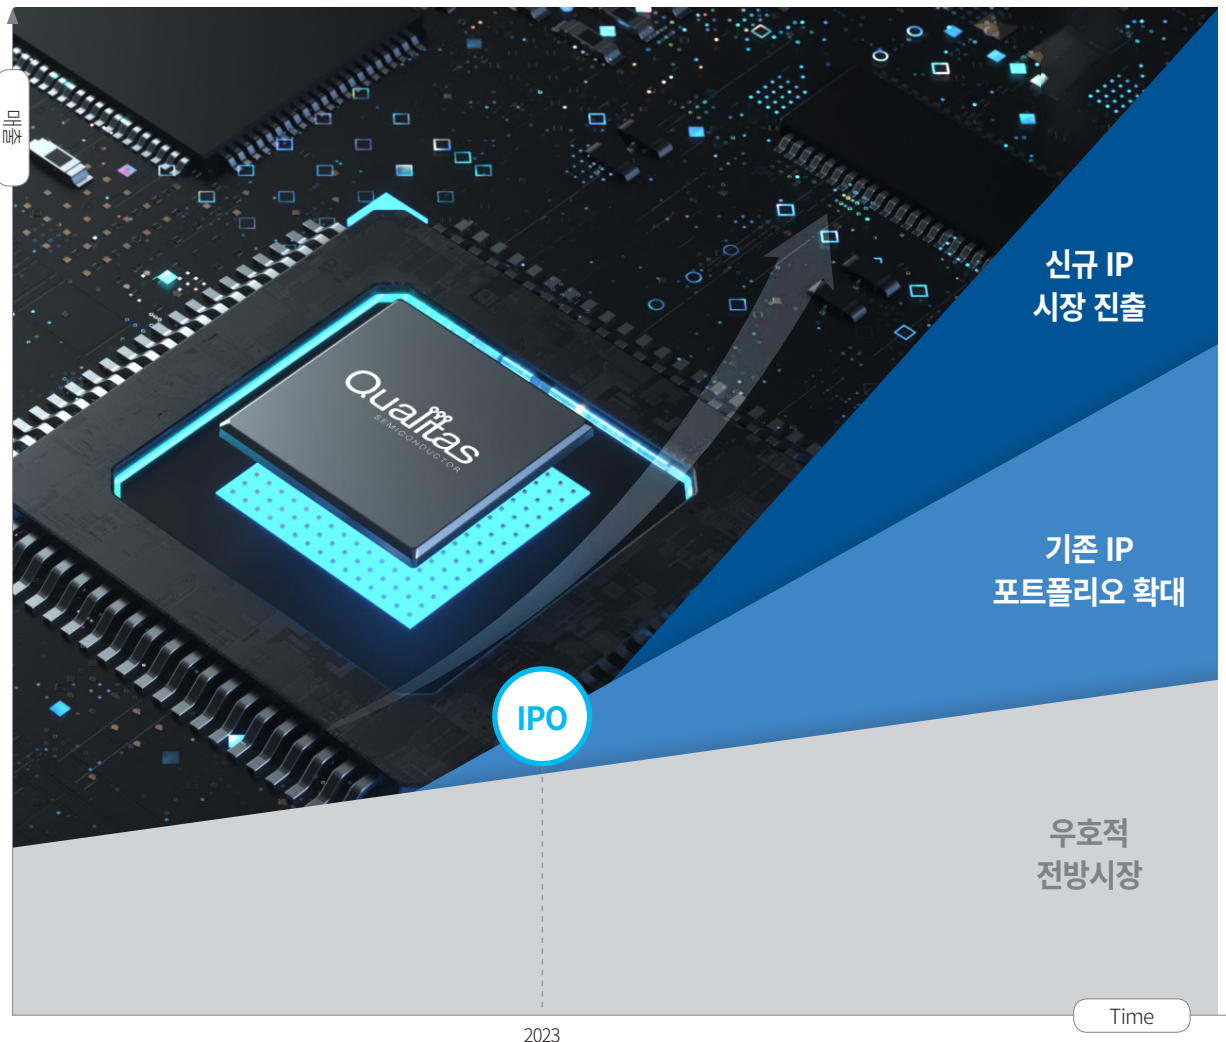 매출
Qualitas
SEMICONDUCTOR
신규 IP
시장 진출
기존 IP
포트폴리오 확대
IPO
우호적
전방시장
2023
Time